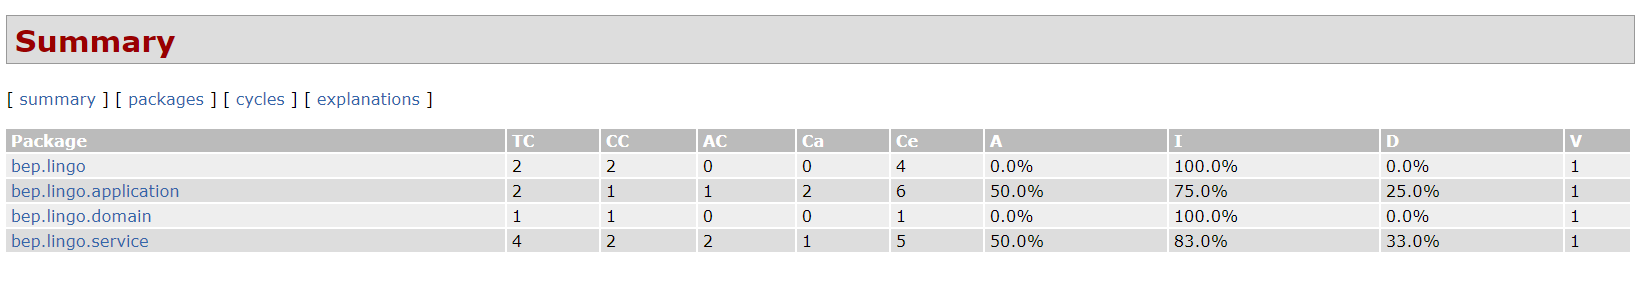 Summary
[ summary ] [ packages ] [ cycles ] [ explanations ]
Package TC CC AC Ca Ce A I D V
bep.lingo 2 2 0 0 4 0.0% 100.0% 0.0% 1
bep.lingo.application 2 1 1 2 6 50.0% 75.0% 25.0% 1
bep.lingo.domain 1 1 0 0 1 0.0% 100.0% 0.0% 1
bep.lingo.service 4 2 2 1 5 50.0% 83.0% 33.0% 1